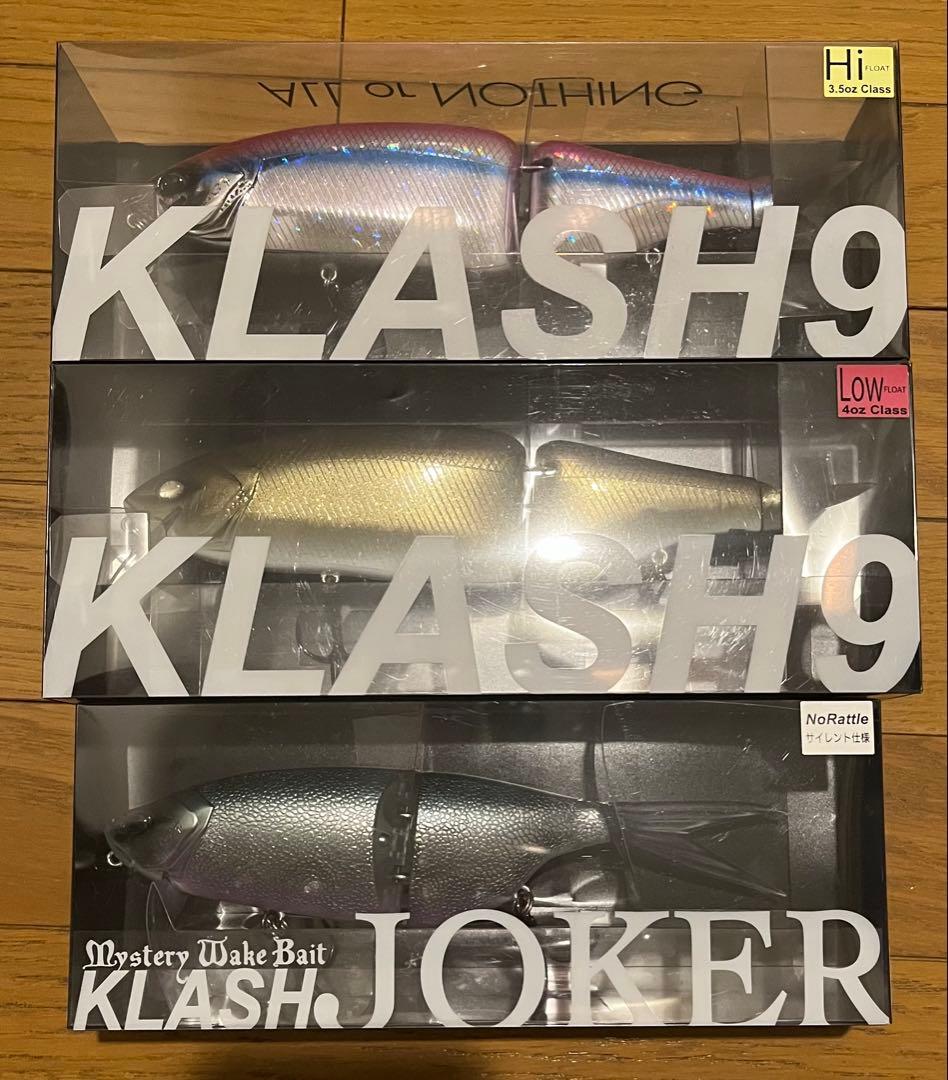 Hi FLOAT
3.5oz Class
ALL or NOTHING
KLASH9
LOW FLOAT
4oz Class
KLASH9
NoRattle
サイレント仕様
Mystery Wake Bait
KLASH.JOKER